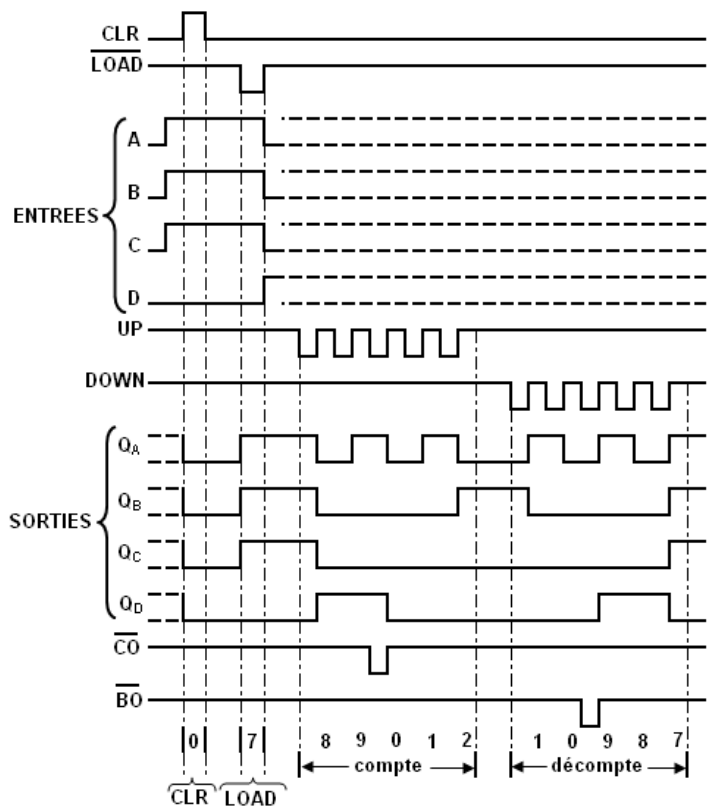 CLR
LOAD
A
B
ENTREES
C
D
UP
DOWN
QA
QB
SORTIES
QC
QD
CO
BO
0 7 8 9 0 1 2 1 0 9 8 7
compte décompte
CLR LOAD